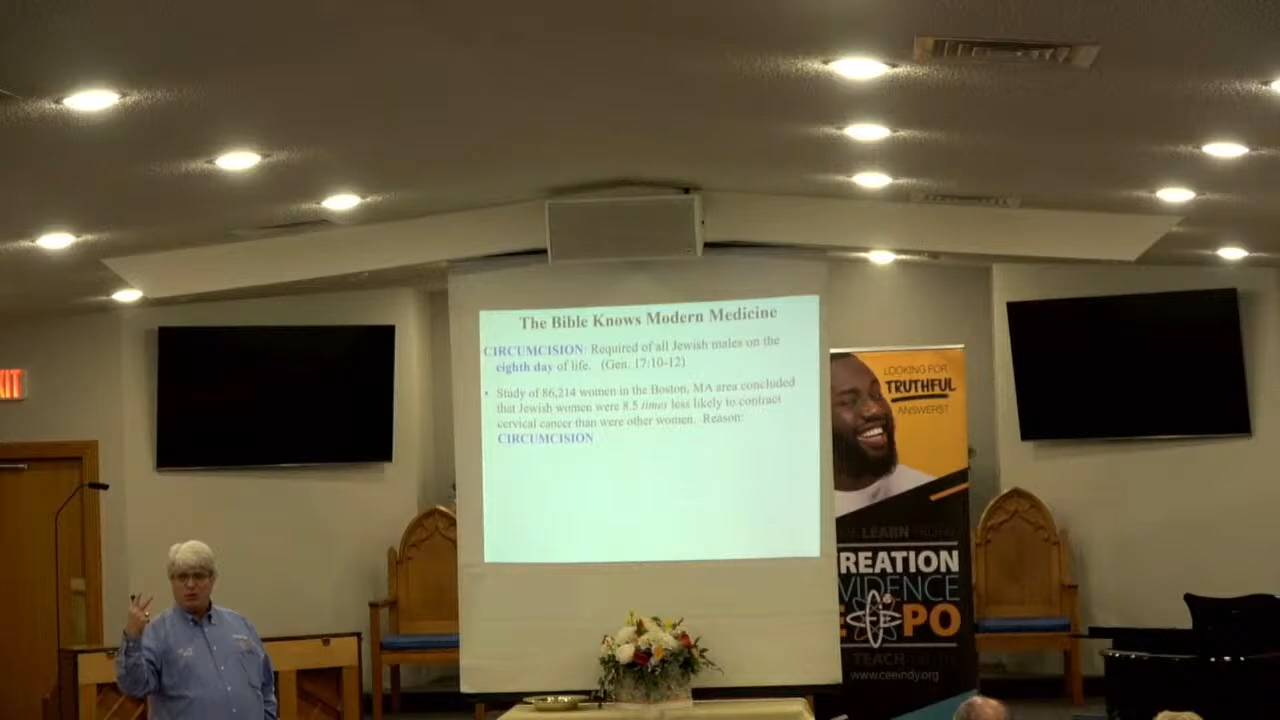 The Bible Knows Modern Medicine
CIRCUMCISION: Required of all Jewish males on the
eighth day of life. (Gen. 17:10-12)
• Study of 86,214 women in the Boston, MA area concluded
that Jewish women were 8.5 times less likely to contract
cervical cancer than were other women. Reason:
CIRCUMCISION
LOOKING FOR
TRUTHFUL
ANSWERS?
LEARN
REATION
VIDENCE
E PO
TEACH
www.ceeindy.org
XIT